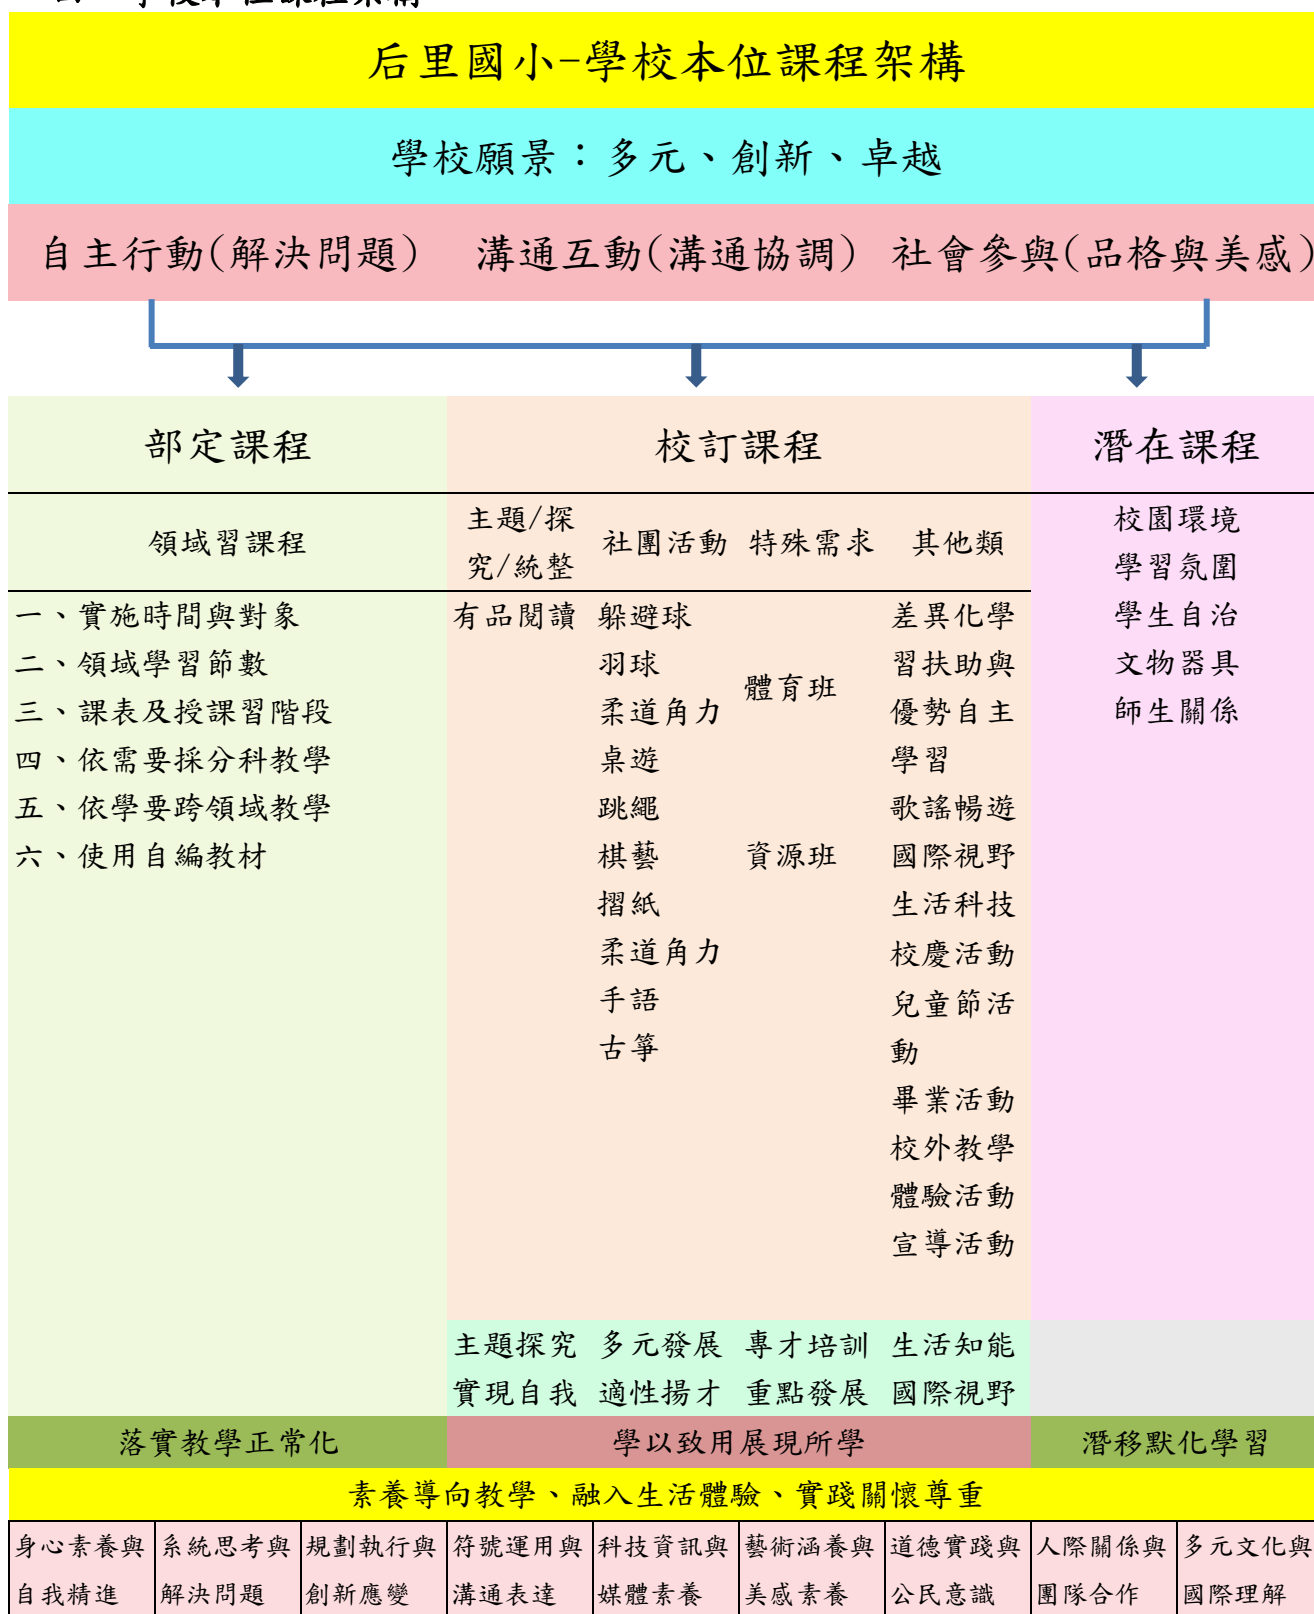 后里國小-學校本位課程架構
學校願景：多元、創新、卓越
自主行動(解決問題) 溝通互動(溝通協調) 社會參與(品格與美感)
部定課程 校訂課程 潛在課程
領域習課程
主題/探
究/統整
社團活動
特殊需求
其他類
一、實施時間與對象
二、領域學習節數
三、課表及授課習階段
四、依需要採分科教學
五、依學要跨領域教學
六、使用自編教材
有品閱讀
躲避球
羽球
柔道角力
桌遊
跳繩
棋藝
摺紙
柔道角力
手語
古箏
體育班
資源班
差異化學
習扶助與
優勢自主
學習
歌謠暢遊
國際視野
生活科技
校慶活動
兒童節活
動
畢業活動
校外教學
體驗活動
宣導活動
校園環境
學習氛圍
學生自治
文物器具
師生關係
主題探究
實現自我
多元發展
適性揚才
專才培訓
重點發展
生活知能
國際視野
落實教學正常化 學以致用展現所學 潛移默化學習
素養導向教學、融入生活體驗、實踐關懷尊重
身心素養與
自我精進
系統思考與
解決問題
規劃執行與
創新應變
符號運用與
溝通表達
科技資訊與
媒體素養
藝術涵養與
美感素養
道德實踐與
公民意識
人際關係與
團隊合作
多元文化與
國際理解